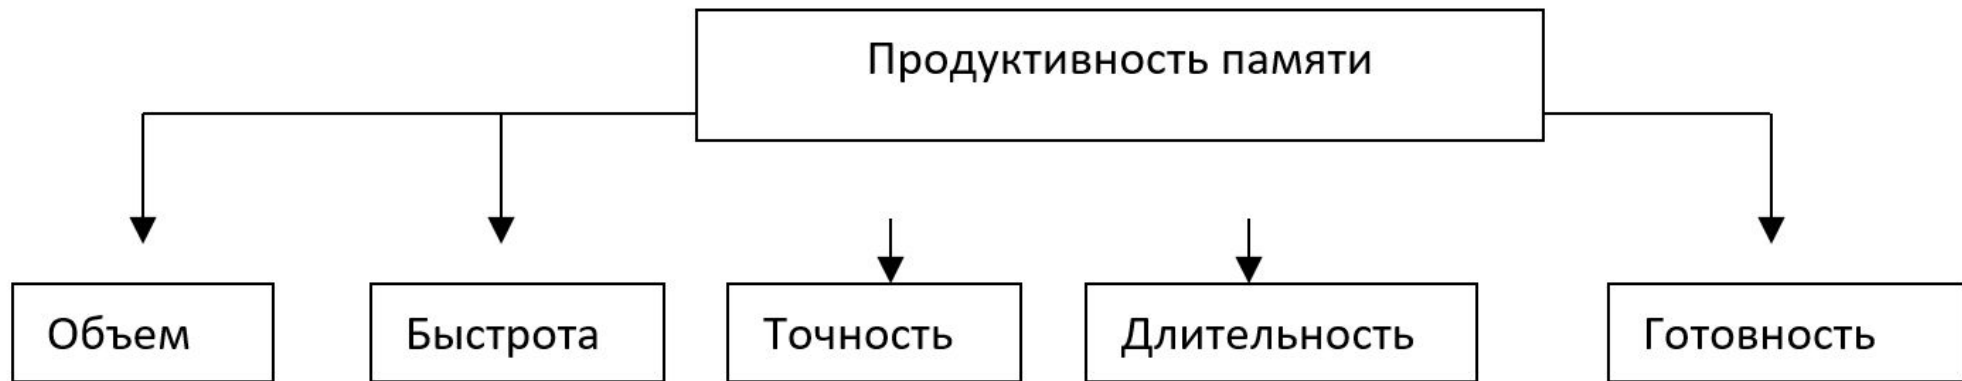 Продуктивность памяти
Объем
Быстрота
Точность
Длительность
Готовность